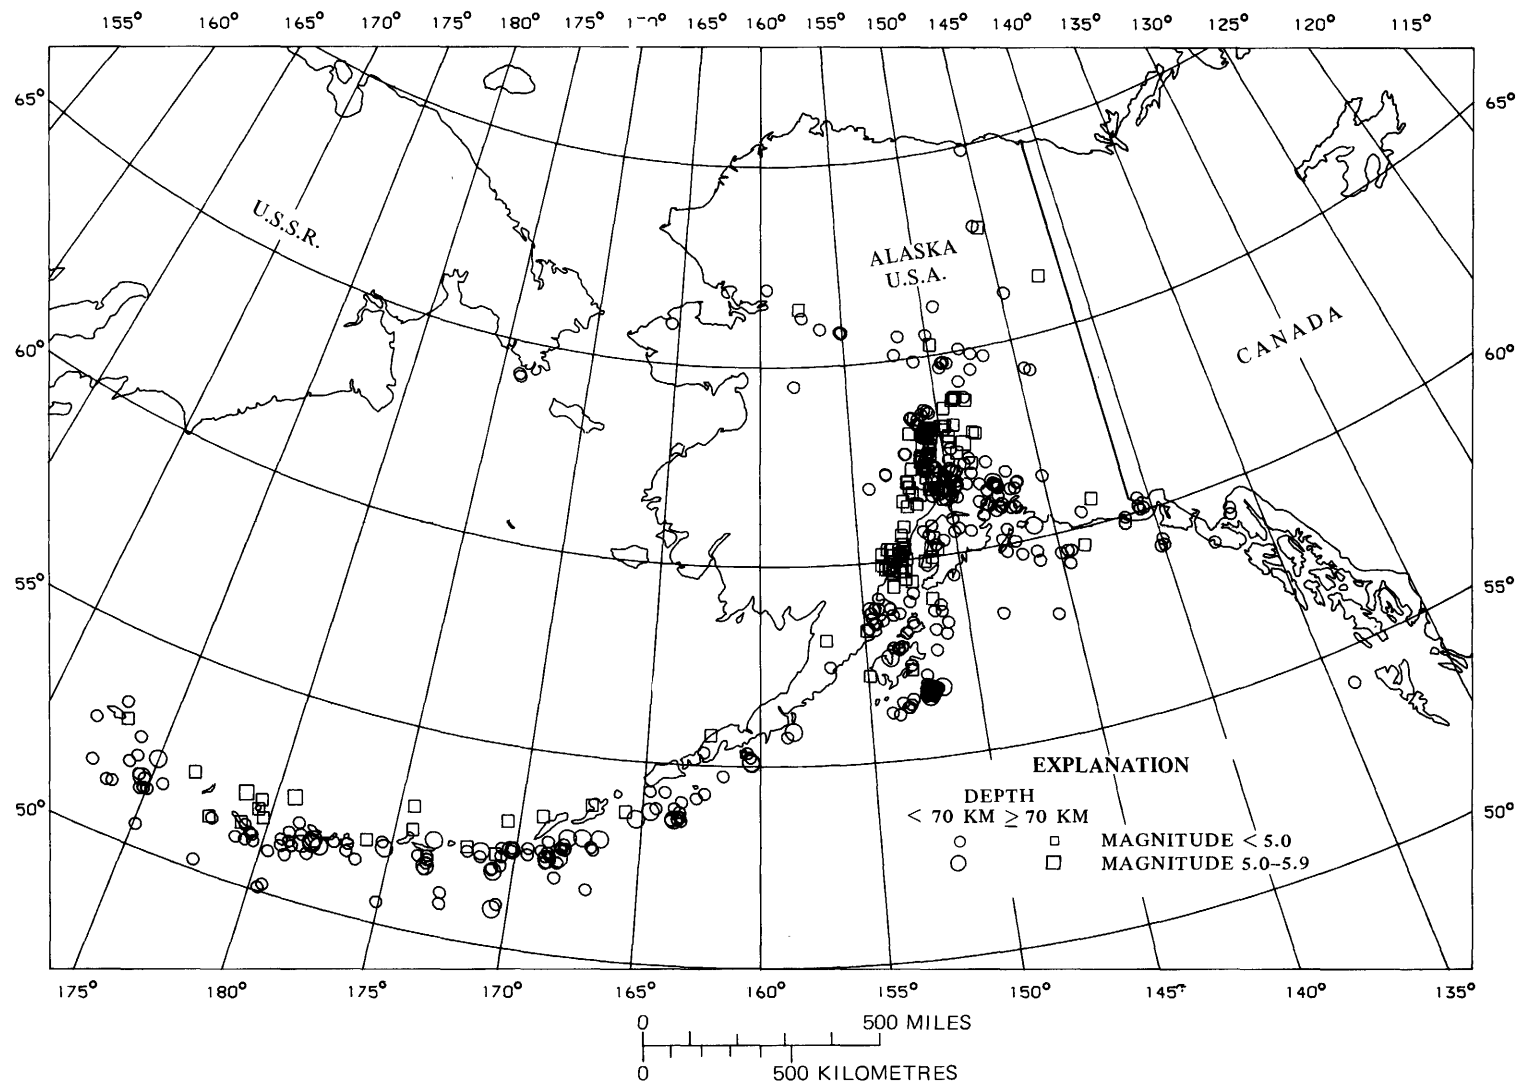 155° 160° 165° 170° 175° 180° 175° 165° 160° 155° 150° 145° 140° 135° 130° 125° 120° 115°
65° 65°
U.S.S.R.
ALASKA
U.S.A.
CANADA
60° 60°
55° 55°
50° 50°
EXPLANATION
DEPTH
< 70 KM ≥ 70 KM
MAGNITUDE < 5.0
MAGNITUDE 5.0–5.9
175° 180° 175° 170° 165° 160° 155° 150° 145° 140° 135°
0 500 MILES
0 500 KILOMETRES